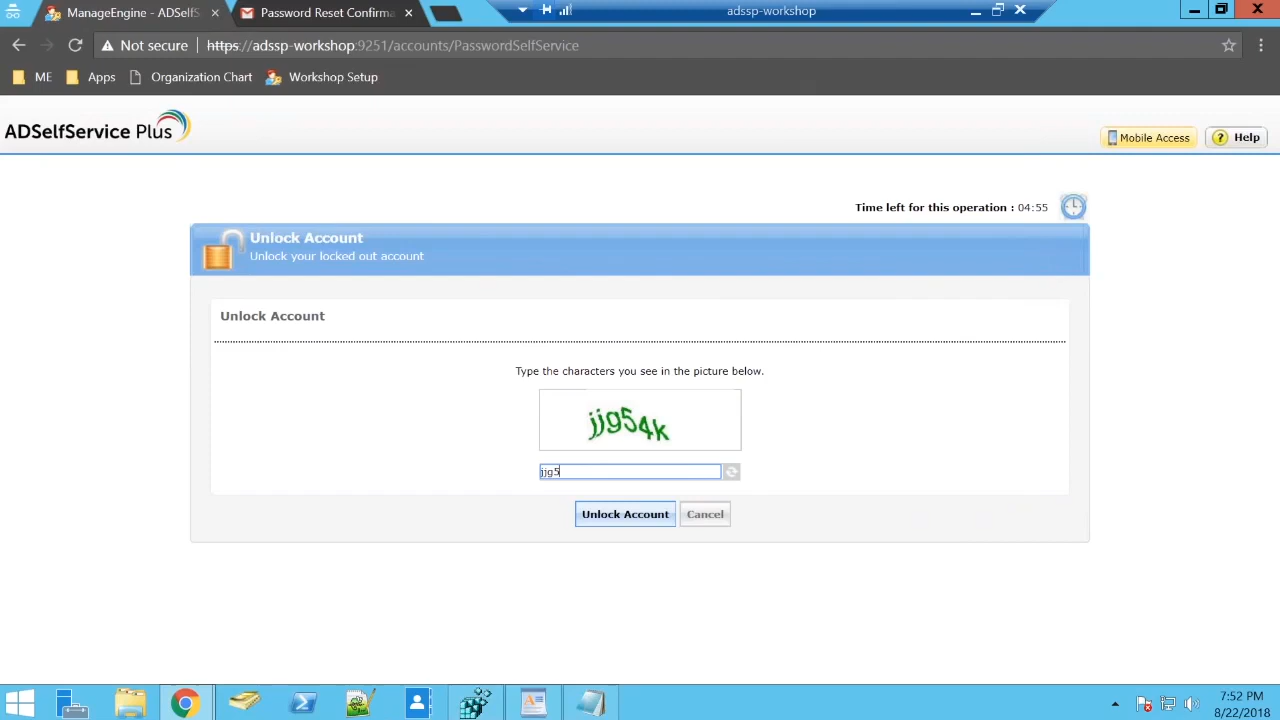 ManageEngine - ADSelfS
Password Reset Confirma
adssp-workshop
Not secure
https://adssp-workshop:9251/accounts/PasswordSelfService
ME
Apps
Organization Chart
Workshop Setup
ADSelfService Plus
Mobile Access
? Help
Time left for this operation : 04:55
Unlock Account
Unlock your locked out account
Unlock Account
Type the characters you see in the picture below.
jjg54k
jjg5
Unlock Account
Cancel
7:52 PM
8/22/2018